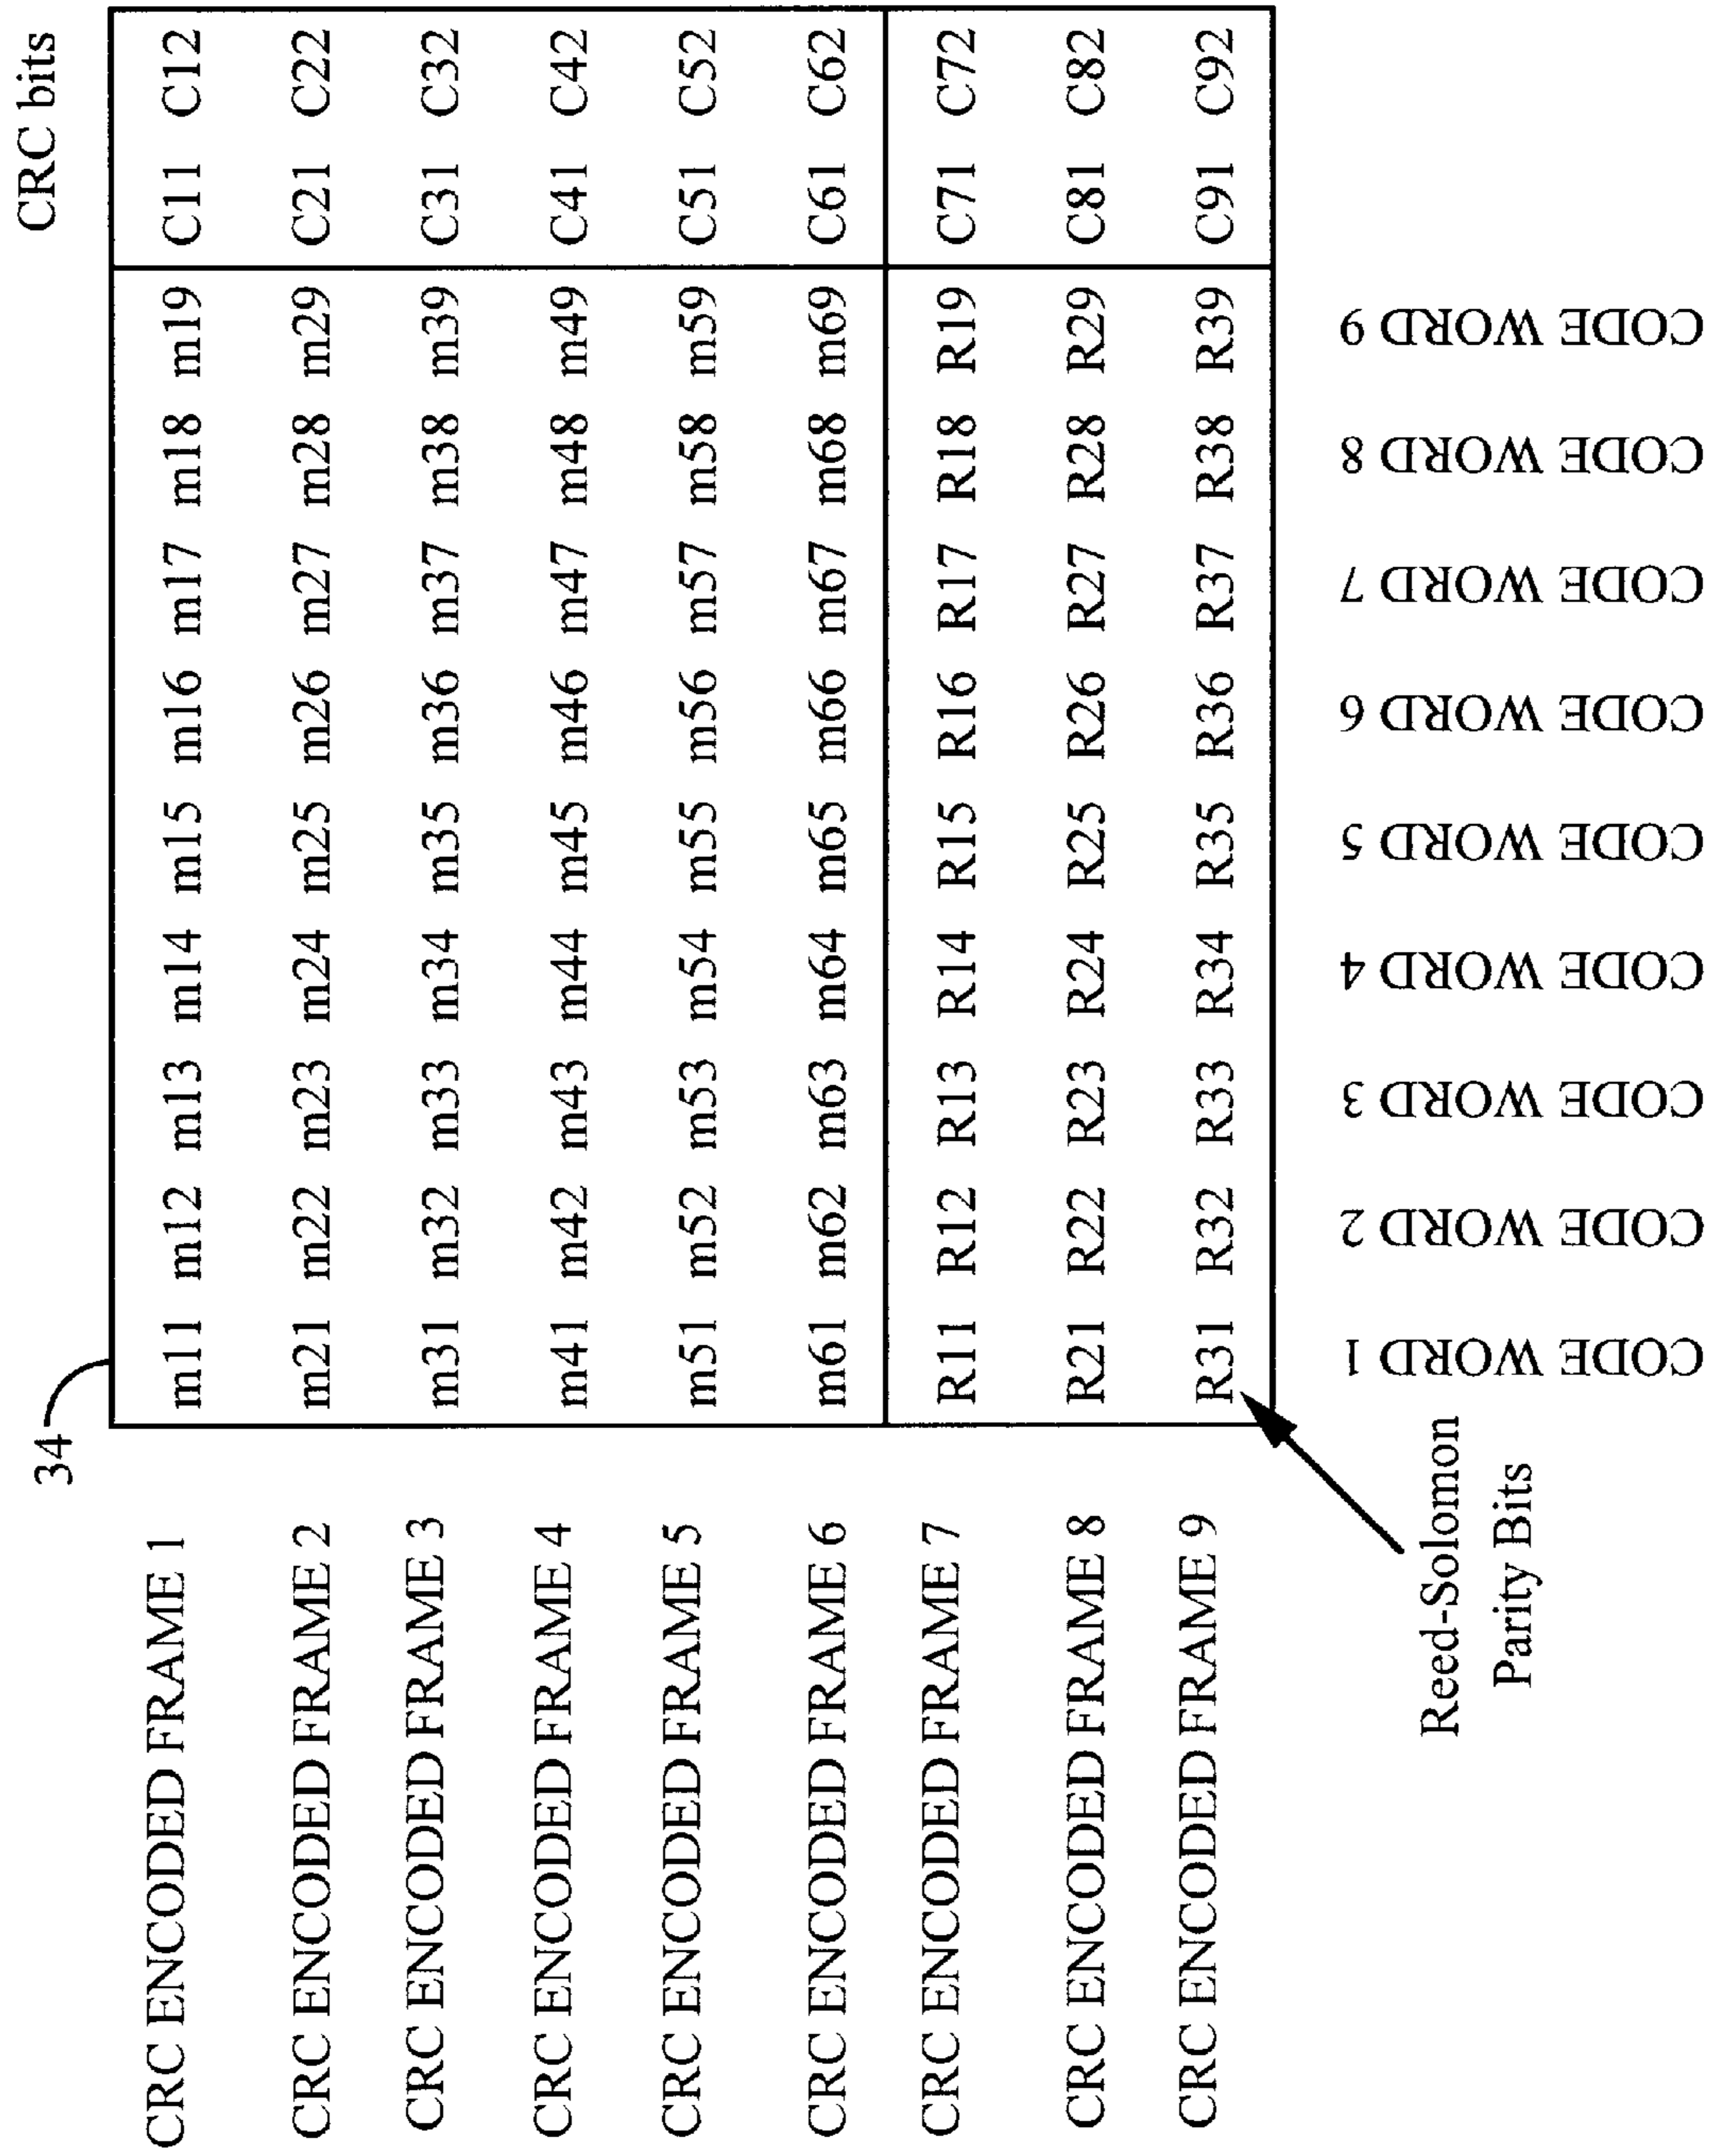 34
CRC bits
CRC ENCODED FRAME 1 m11 m12 m13 m14 m15 m16 m17 m18 m19 C11 C12
CRC ENCODED FRAME 2 m21 m22 m23 m24 m25 m26 m27 m28 m29 C21 C22
CRC ENCODED FRAME 3 m31 m32 m33 m34 m35 m36 m37 m38 m39 C31 C32
CRC ENCODED FRAME 4 m41 m42 m43 m44 m45 m46 m47 m48 m49 C41 C42
CRC ENCODED FRAME 5 m51 m52 m53 m54 m55 m56 m57 m58 m59 C51 C52
CRC ENCODED FRAME 6 m61 m62 m63 m64 m65 m66 m67 m68 m69 C61 C62
CRC ENCODED FRAME 7 R11 R12 R13 R14 R15 R16 R17 R18 R19 C71 C72
CRC ENCODED FRAME 8 R21 R22 R23 R24 R25 R26 R27 R28 R29 C81 C82
CRC ENCODED FRAME 9 R31 R32 R33 R34 R35 R36 R37 R38 R39 C91 C92
Reed-Solomon
Parity Bits
CODE WORD 1
CODE WORD 2
CODE WORD 3
CODE WORD 4
CODE WORD 5
CODE WORD 6
CODE WORD 7
CODE WORD 8
CODE WORD 9